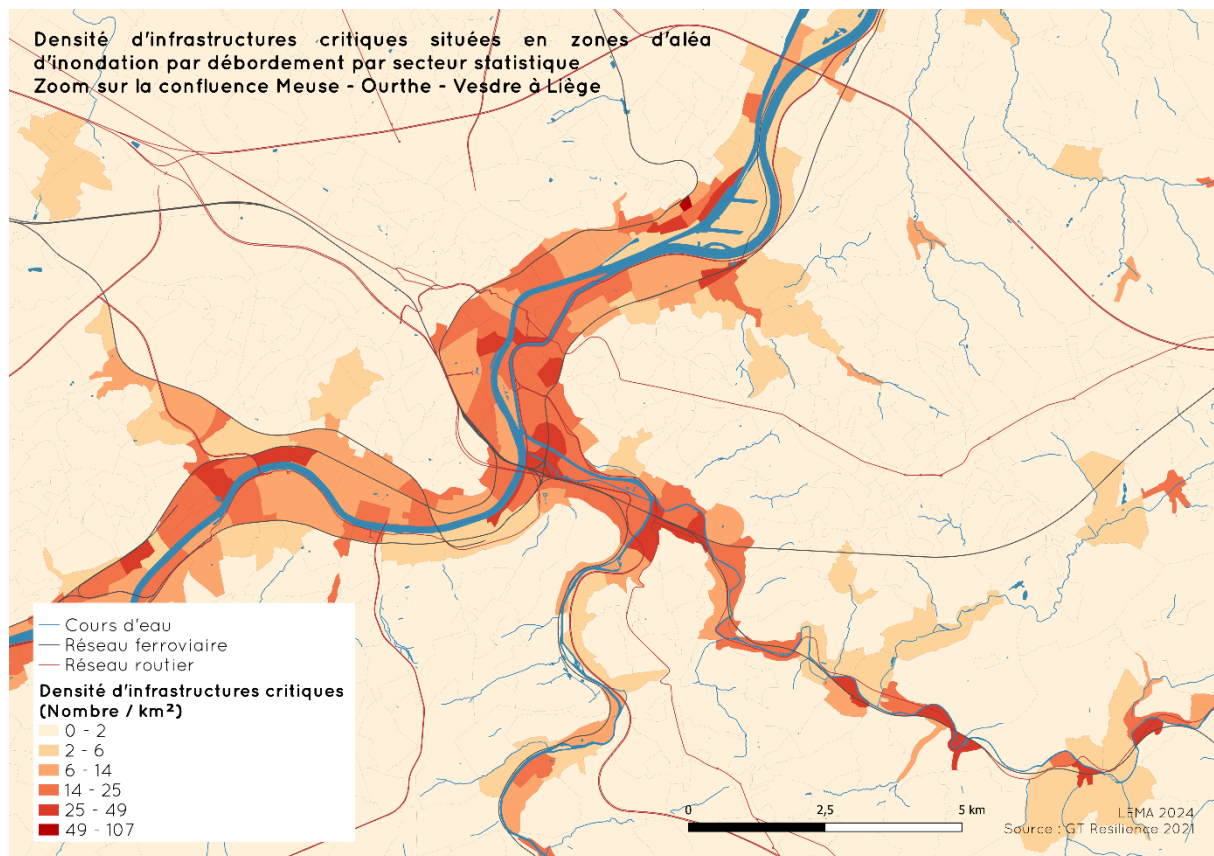 Densité d'infrastructures critiques situées en zones d'aléa
d'inondation par débordement par secteur statistique
Zoom sur la confluence Meuse - Ourthe - Vesdre à Liège
Cours d'eau
Réseau ferroviaire
Réseau routier
Densité d'infrastructures critiques
(Nombre / km²)
0 - 2
2 - 6
6 - 14
14 - 25
25 - 49
49 - 107
0 2,5 5 km
LEMA 2024
Source : GT Resilience 2021